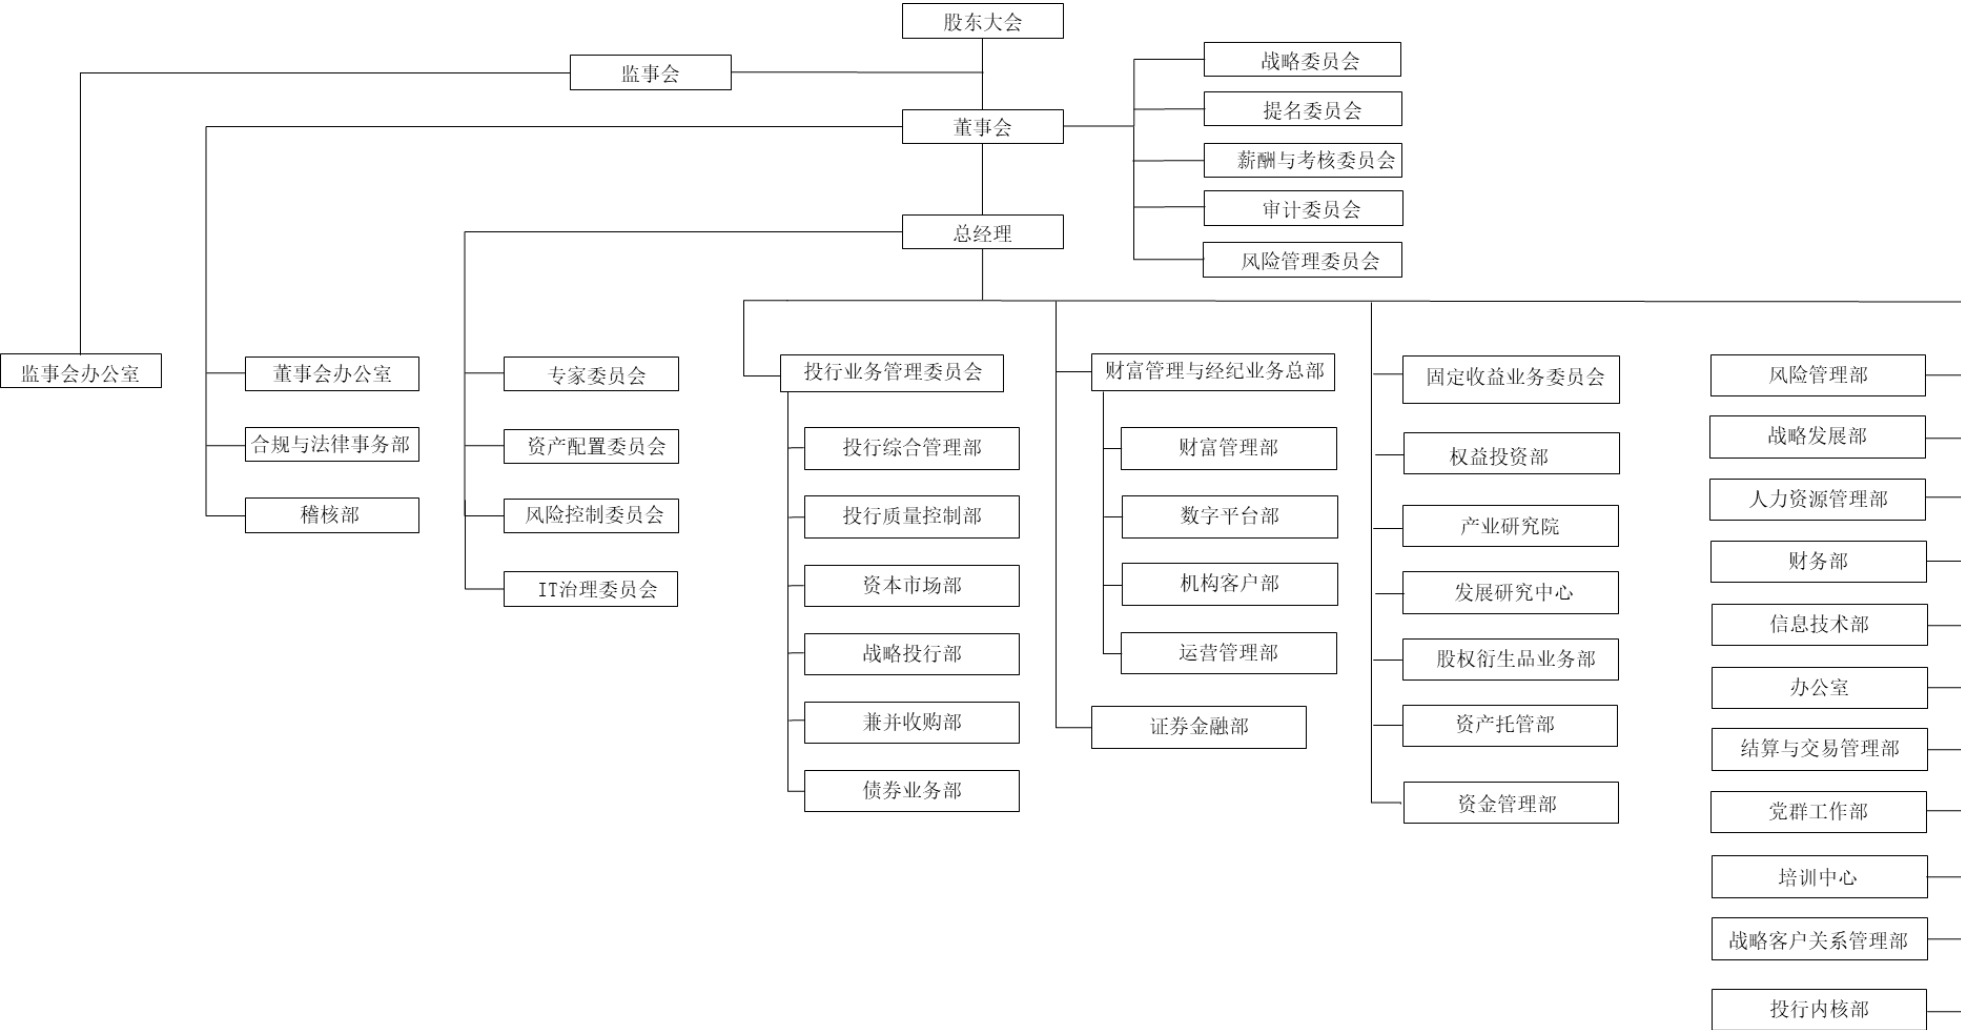 股东大会
监事会
董事会
战略委员会
提名委员会
薪酬与考核委员会
审计委员会
风险管理委员会
总经理
监事会办公室
董事会办公室
合规与法律事务部
稽核部
专家委员会
资产配置委员会
风险控制委员会
IT治理委员会
投行业务管理委员会
投行综合管理部
投行质量控制部
资本市场部
战略投行部
兼并收购部
债券业务部
财富管理与经纪业务总部
财富管理部
数字平台部
机构客户部
运营管理部
证券金融部
固定收益业务委员会
权益投资部
产业研究院
发展研究中心
股权衍生品业务部
资产托管部
资金管理部
风险管理部
战略发展部
人力资源管理部
财务部
信息技术部
办公室
结算与交易管理部
党群工作部
培训中心
战略客户关系管理部
投行内核部